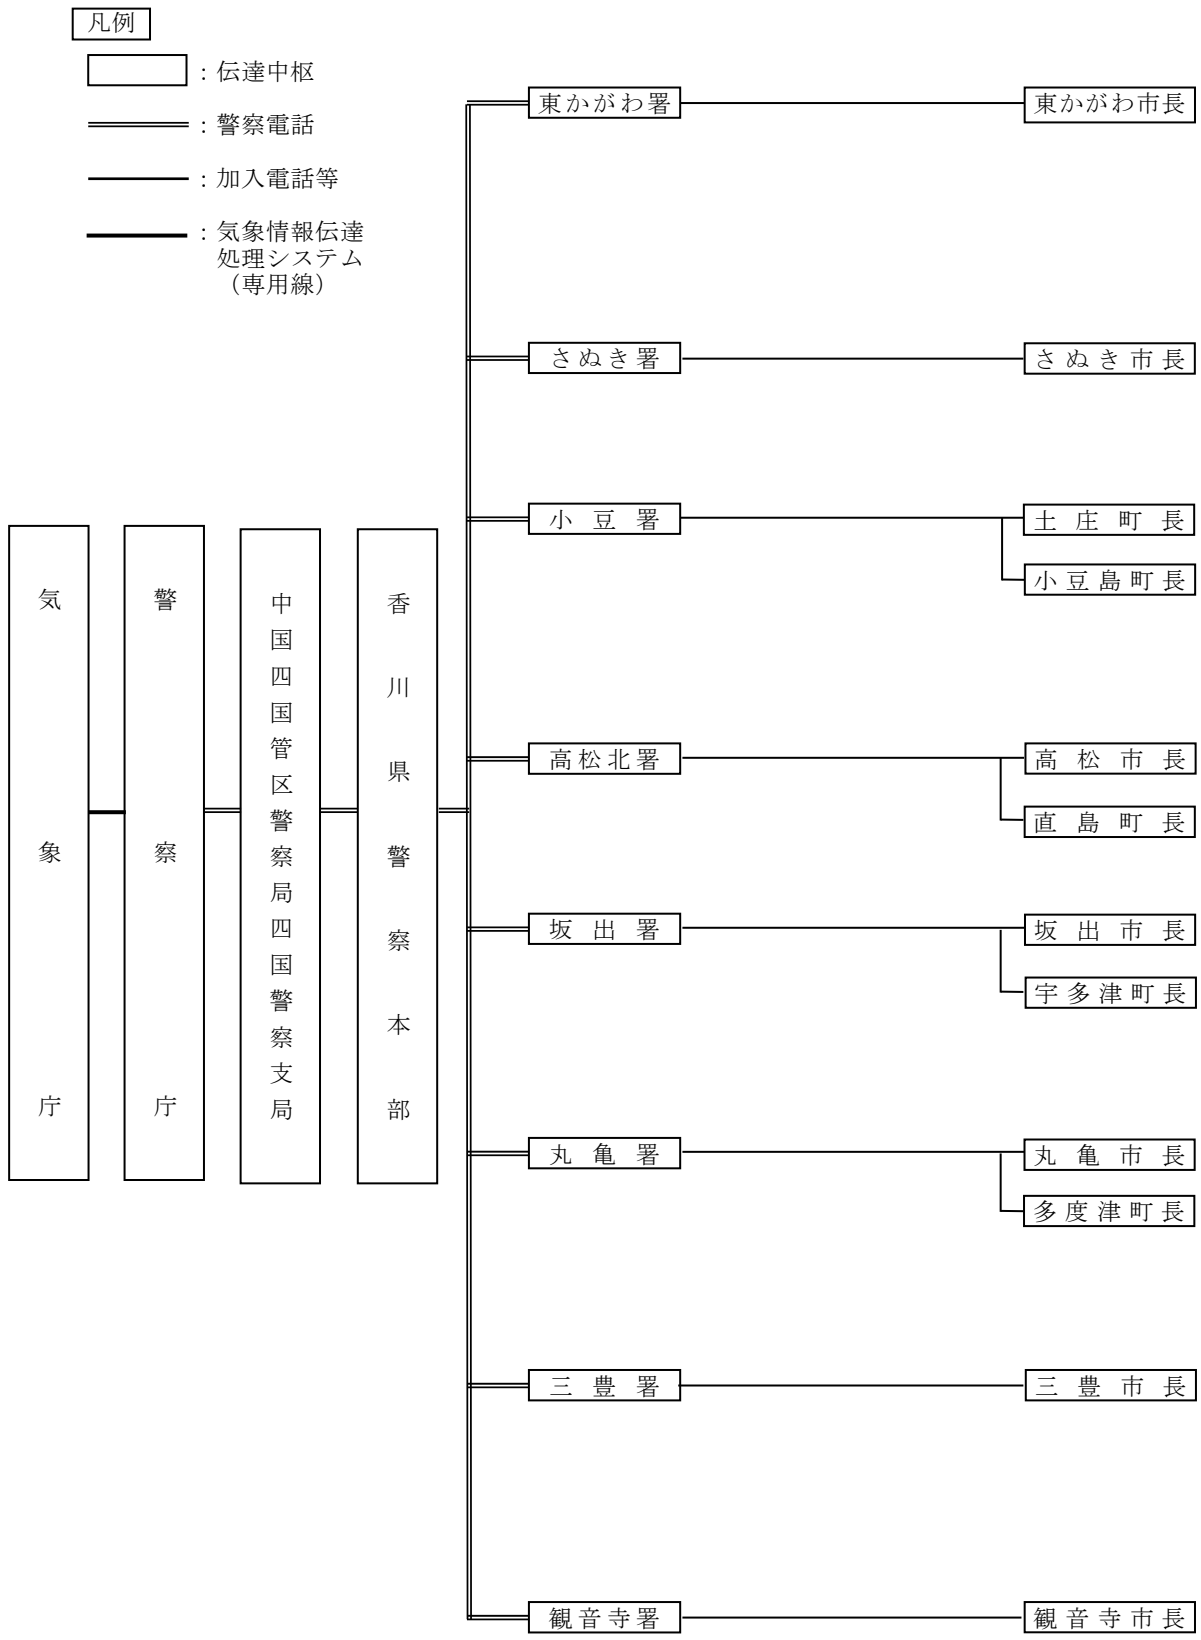 凡例
：伝達中枢
：警察電話
：加入電話等
：気象情報伝達
処理システム
（専用線）
気象庁
警察庁
中国四国管区警察局四国警察支局
香川県警察本部
東かがわ署
東かがわ市長
さぬき署
さぬき市長
小豆署
土庄町長
小豆島町長
高松北署
高松市長
直島町長
坂出署
坂出市長
宇多津町長
丸亀署
丸亀市長
多度津町長
三豊署
三豊市長
観音寺署
観音寺市長